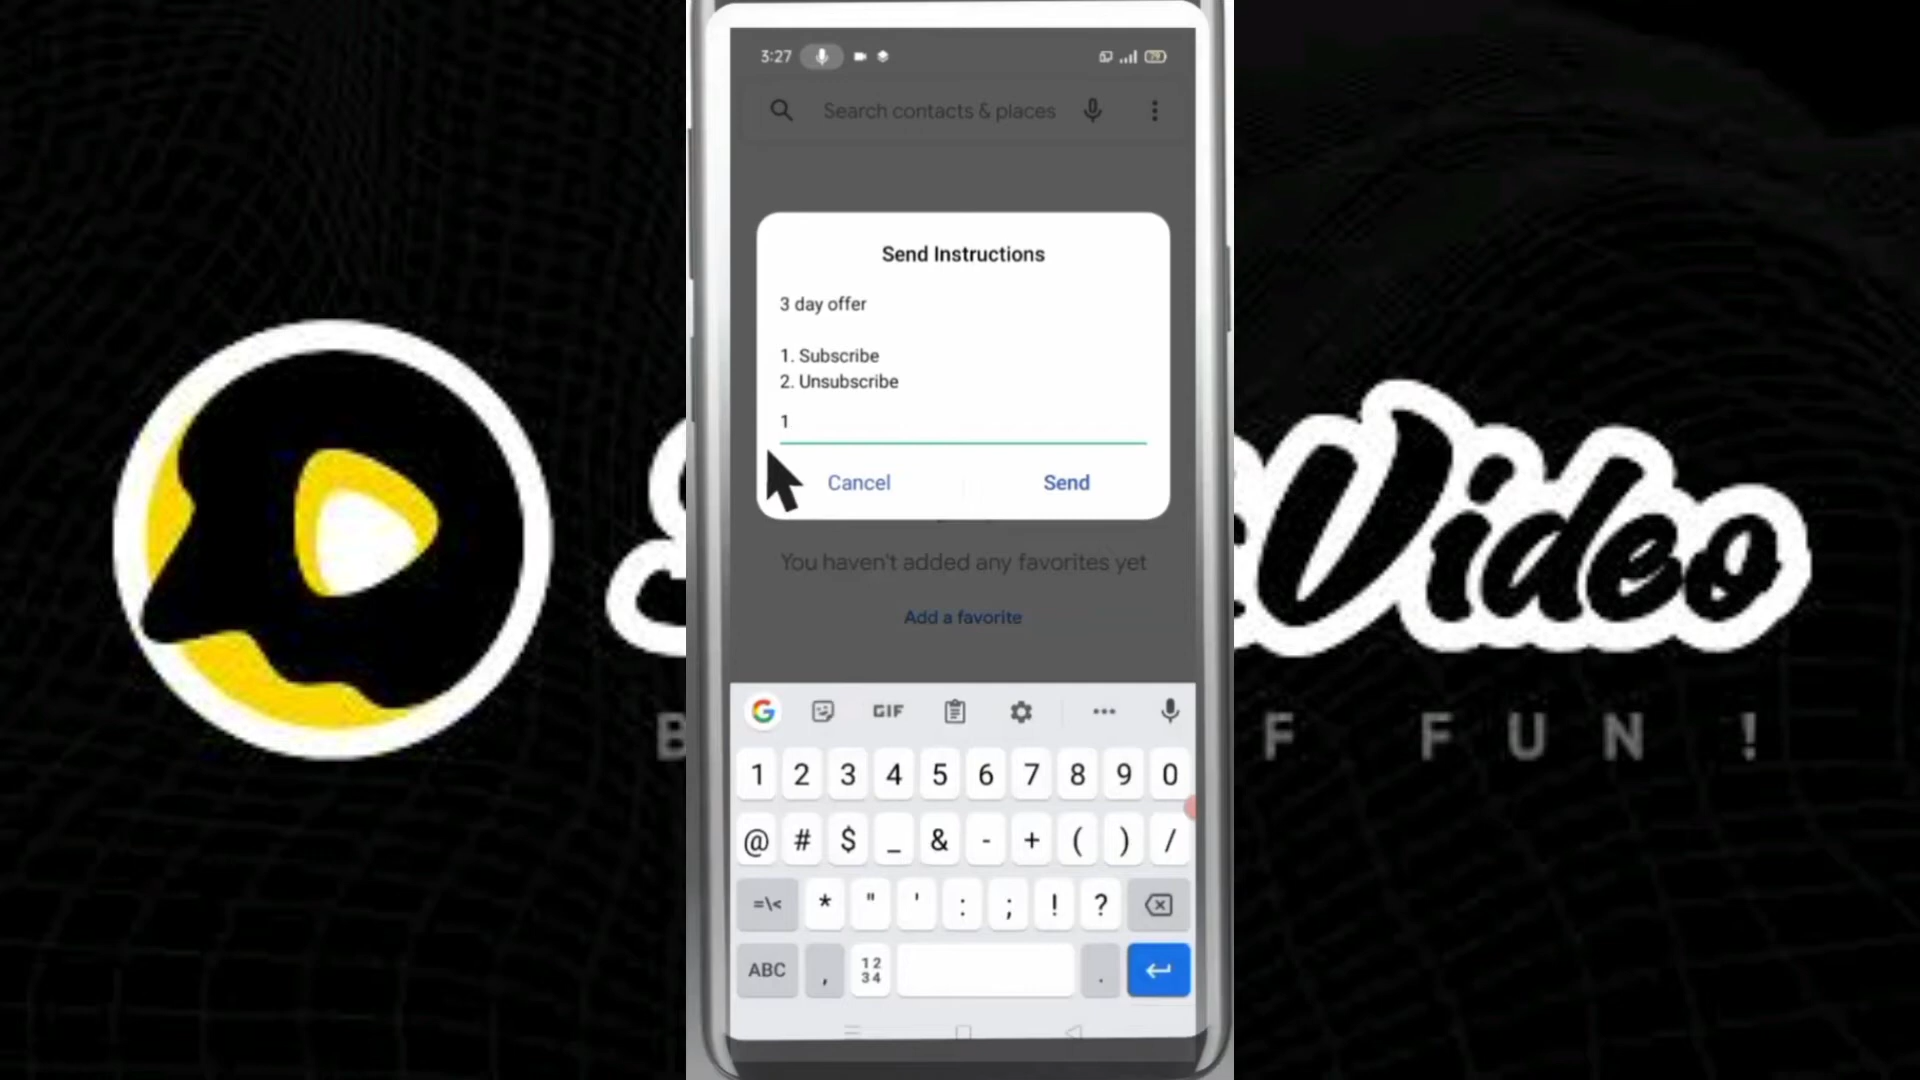 3:27
79
Search contacts & places
Send Instructions
3 day offer
1. Subscribe
2. Unsubscribe
1
Cancel
Send
You haven't added any favorites yet
Add a favorite
Video
F FUN!
GIF
1 2 3 4 5 6 7 8 9 0
@ # $ _ & - + ( ) /
=\< * " ' : ; ! ?
ABC , 12 .
34